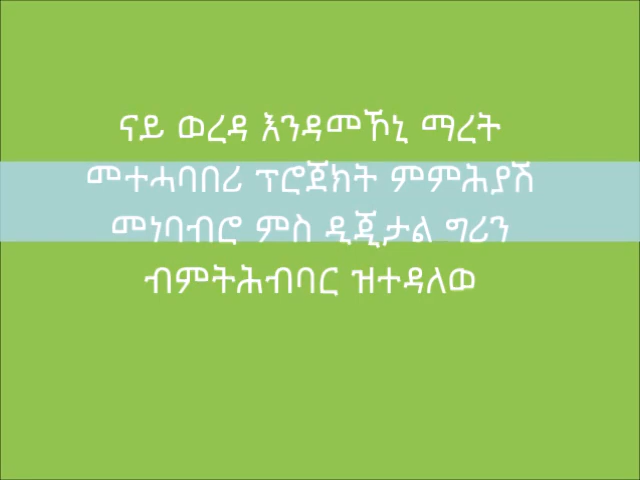 ናይ ወረዳ እንዳመኾኒ ማረት
መተሓባበሪ ፕሮጀክት ምምሕያሽ
መነባብሮ ምስ ዲጂታል ግሪን
ብምትሕብባር ዝተዳለወ